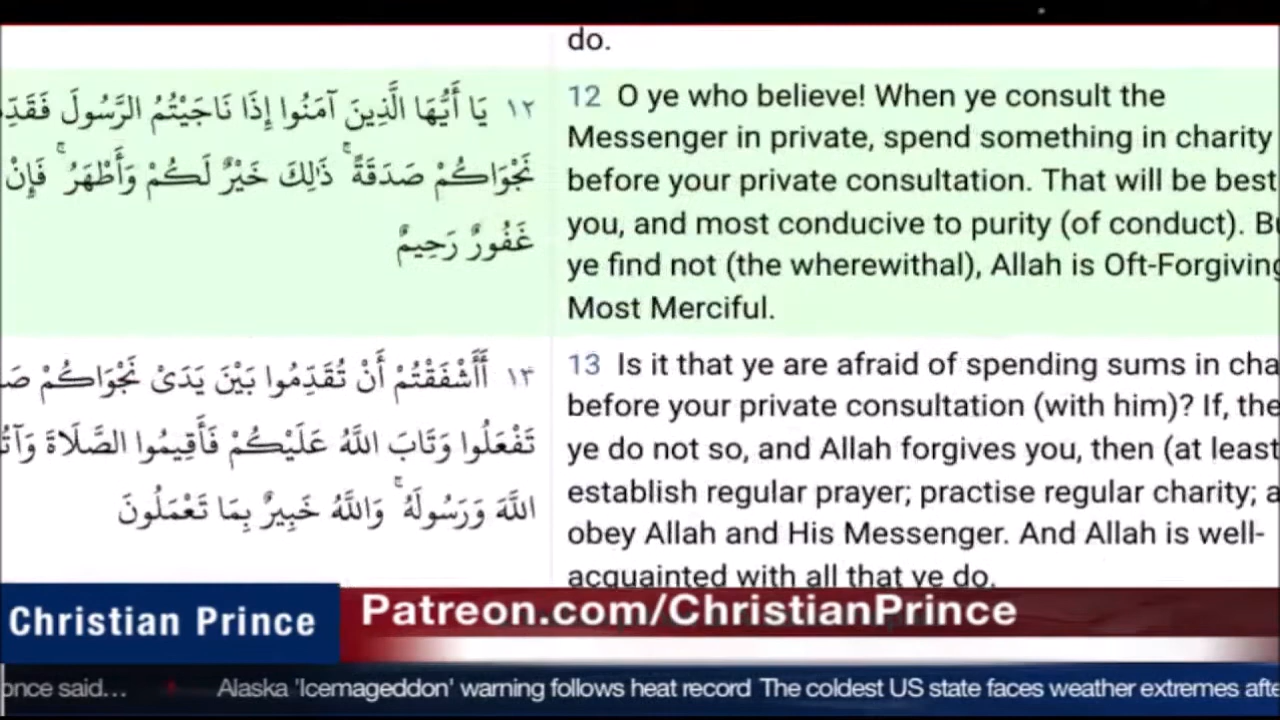 do.
١٢ يَا أَيُّهَا الَّذِينَ آمَنُوا إِذَا نَاجَيْتُمُ الرَّسُولَ
نَجْوَاكُمْ صَدَقَةً ۚ ذَٰلِكَ خَيْرٌ لَكُمْ وَأَطْهَرُ ۚ فَإِنْ
غَفُورٌ رَحِيمٌ
12 O ye who believe! When ye consult the
Messenger in private, spend something in charity
before your private consultation. That will be best
you, and most conducive to purity (of conduct).
ye find not (the wherewithal), Allah is Oft-Forgiving
Most Merciful.
١٣ أَأَشْفَقْتُمْ أَنْ تُقَدِّمُوا بَيْنَ يَدَىْ نَجْوَاكُمْ
تَفْعَلُوا وَتَابَ اللَّهُ عَلَيْكُمْ فَأَقِيمُوا الصَّلَاةَ
اللَّهَ وَرَسُولَهُ ۚ وَاللَّهُ خَبِيرٌ بِمَا تَعْمَلُونَ
13 Is it that ye are afraid of spending sums in
before your private consultation (with him)? If,
ye do not so, and Allah forgives you, then (at least
establish regular prayer; practise regular charity;
obey Allah and His Messenger. And Allah is well-
acquainted with all that ye do.
Christian Prince
Patreon.com/ChristianPrince
once said... Alaska 'Icemageddon' warning follows heat record The coldest US state faces weather extremes